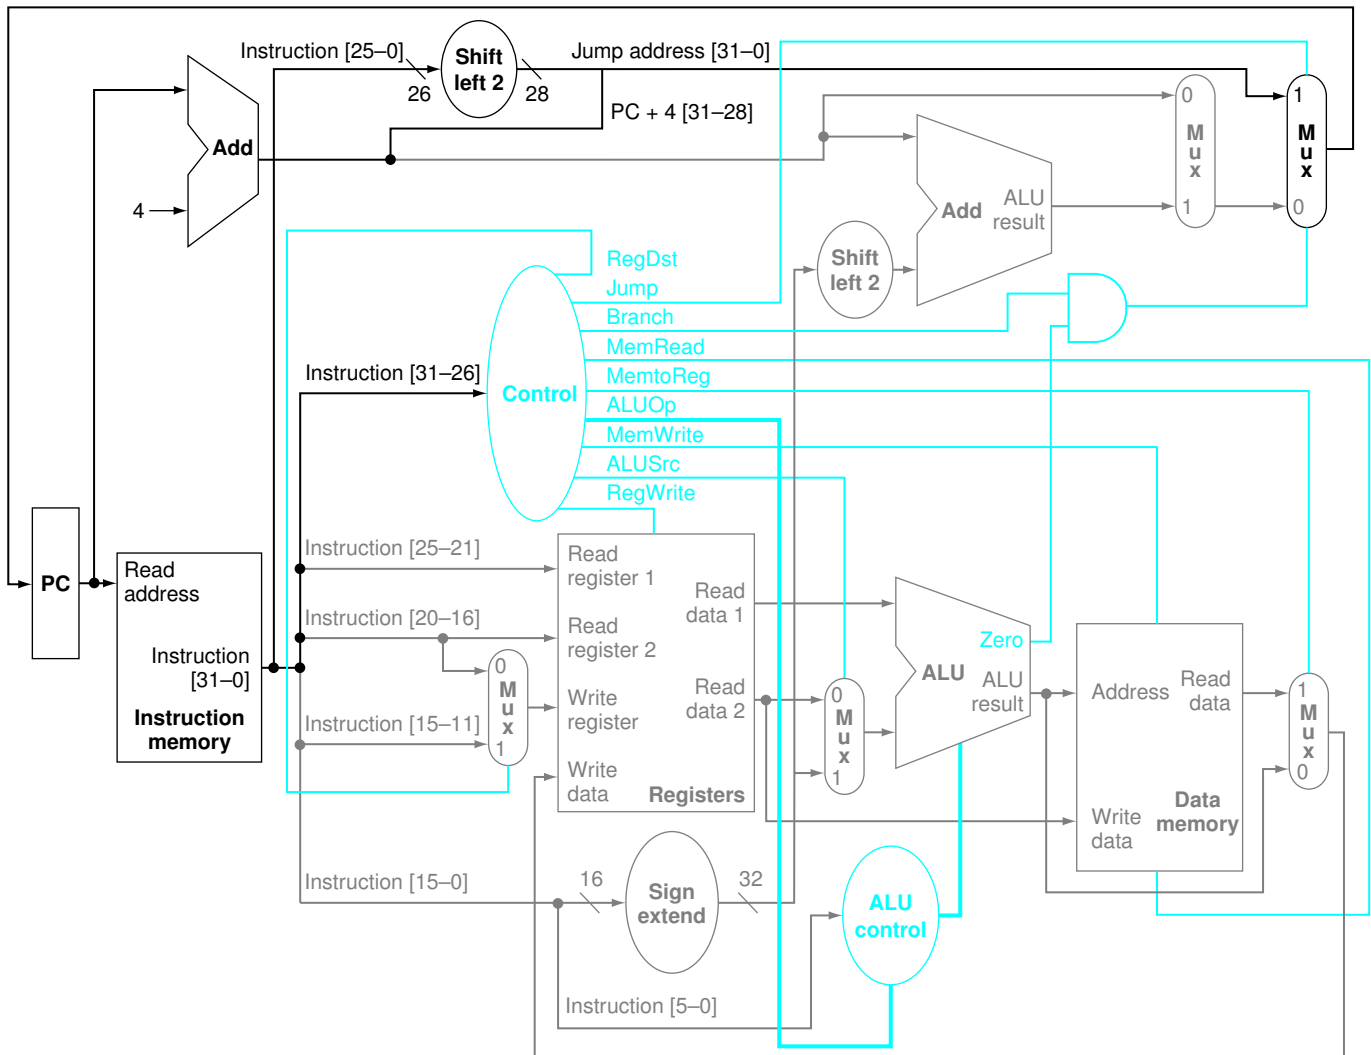 Instruction [25–0]
Shift
left 2
Jump address [31–0]
26
28
PC + 4 [31–28]
Add
4
0
M
u
x
1
1
M
u
x
0
Add
ALU
result
Shift
left 2
RegDst
Jump
Branch
MemRead
MemtoReg
ALUOp
MemWrite
ALUSrc
RegWrite
Instruction [31–26]
Control
PC
Read
address
Instruction
[31–0]
Instruction
memory
Instruction [25–21]
Instruction [20–16]
Instruction [15–11]
0
M
u
x
1
Read
register 1
Read
register 2
Write
register
Write
data
Read
data 1
Read
data 2
Registers
0
M
u
x
1
Zero
ALU
ALU
result
Address
Read
data
Write
data
Data
memory
1
M
u
x
0
Instruction [15–0]
16
Sign
extend
32
ALU
control
Instruction [5–0]